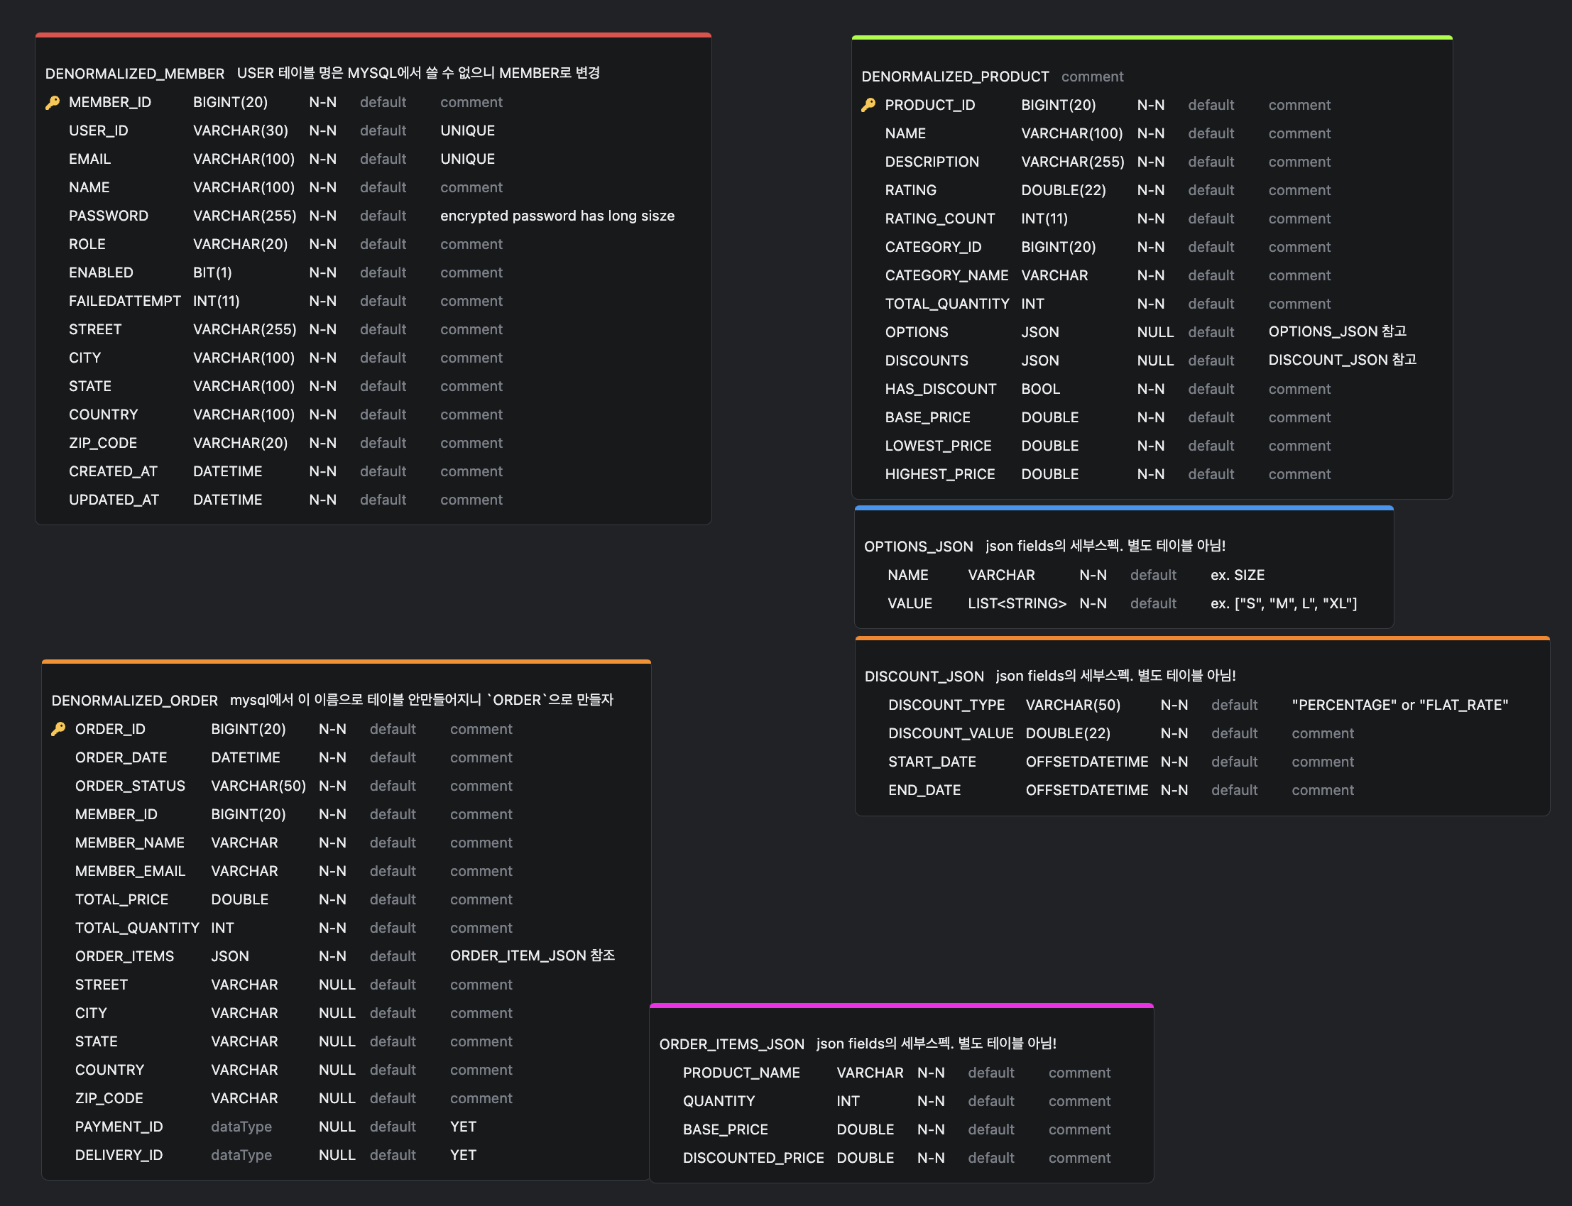 DENORMALIZED_MEMBER USER 테이블 명은 MYSQL에서 쓸 수 없으니 MEMBER로 변경
MEMBER_ID BIGINT(20) N-N default comment
USER_ID VARCHAR(30) N-N default UNIQUE
EMAIL VARCHAR(100) N-N default UNIQUE
NAME VARCHAR(100) N-N default comment
PASSWORD VARCHAR(255) N-N default encrypted password has long sisze
ROLE VARCHAR(20) N-N default comment
ENABLED BIT(1) N-N default comment
FAILEDATTEMPT INT(11) N-N default comment
STREET VARCHAR(255) N-N default comment
CITY VARCHAR(100) N-N default comment
STATE VARCHAR(100) N-N default comment
COUNTRY VARCHAR(100) N-N default comment
ZIP_CODE VARCHAR(20) N-N default comment
CREATED_AT DATETIME N-N default comment
UPDATED_AT DATETIME N-N default comment
DENORMALIZED_PRODUCT comment
PRODUCT_ID BIGINT(20) N-N default comment
NAME VARCHAR(100) N-N default comment
DESCRIPTION VARCHAR(255) N-N default comment
RATING DOUBLE(22) N-N default comment
RATING_COUNT INT(11) N-N default comment
CATEGORY_ID BIGINT(20) N-N default comment
CATEGORY_NAME VARCHAR N-N default comment
TOTAL_QUANTITY INT N-N default comment
OPTIONS JSON NULL default OPTIONS_JSON 참고
DISCOUNTS JSON NULL default DISCOUNT_JSON 참고
HAS_DISCOUNT BOOL N-N default comment
BASE_PRICE DOUBLE N-N default comment
LOWEST_PRICE DOUBLE N-N default comment
HIGHEST_PRICE DOUBLE N-N default comment
OPTIONS_JSON json fields의 세부스펙. 별도 테이블 아님!
NAME VARCHAR N-N default ex. SIZE
VALUE LIST<STRING> N-N default ex. ["S", "M", L", "XL"]
DISCOUNT_JSON json fields의 세부스펙. 별도 테이블 아님!
DISCOUNT_TYPE VARCHAR(50) N-N default "PERCENTAGE" or "FLAT_RATE"
DISCOUNT_VALUE DOUBLE(22) N-N default comment
START_DATE OFFSETDATETIME N-N default comment
END_DATE OFFSETDATETIME N-N default comment
DENORMALIZED_ORDER mysql에서 이 이름으로 테이블 안만들어지니 `ORDER`으로 만들자
ORDER_ID BIGINT(20) N-N default comment
ORDER_DATE DATETIME N-N default comment
ORDER_STATUS VARCHAR(50) N-N default comment
MEMBER_ID BIGINT(20) N-N default comment
MEMBER_NAME VARCHAR N-N default comment
MEMBER_EMAIL VARCHAR N-N default comment
TOTAL_PRICE DOUBLE N-N default comment
TOTAL_QUANTITY INT N-N default comment
ORDER_ITEMS JSON N-N default ORDER_ITEM_JSON 참조
STREET VARCHAR NULL default comment
CITY VARCHAR NULL default comment
STATE VARCHAR NULL default comment
COUNTRY VARCHAR NULL default comment
ZIP_CODE VARCHAR NULL default comment
PAYMENT_ID dataType NULL default YET
DELIVERY_ID dataType NULL default YET
ORDER_ITEMS_JSON json fields의 세부스펙. 별도 테이블 아님!
PRODUCT_NAME VARCHAR N-N default comment
QUANTITY INT N-N default comment
BASE_PRICE DOUBLE N-N default comment
DISCOUNTED_PRICE DOUBLE N-N default comment